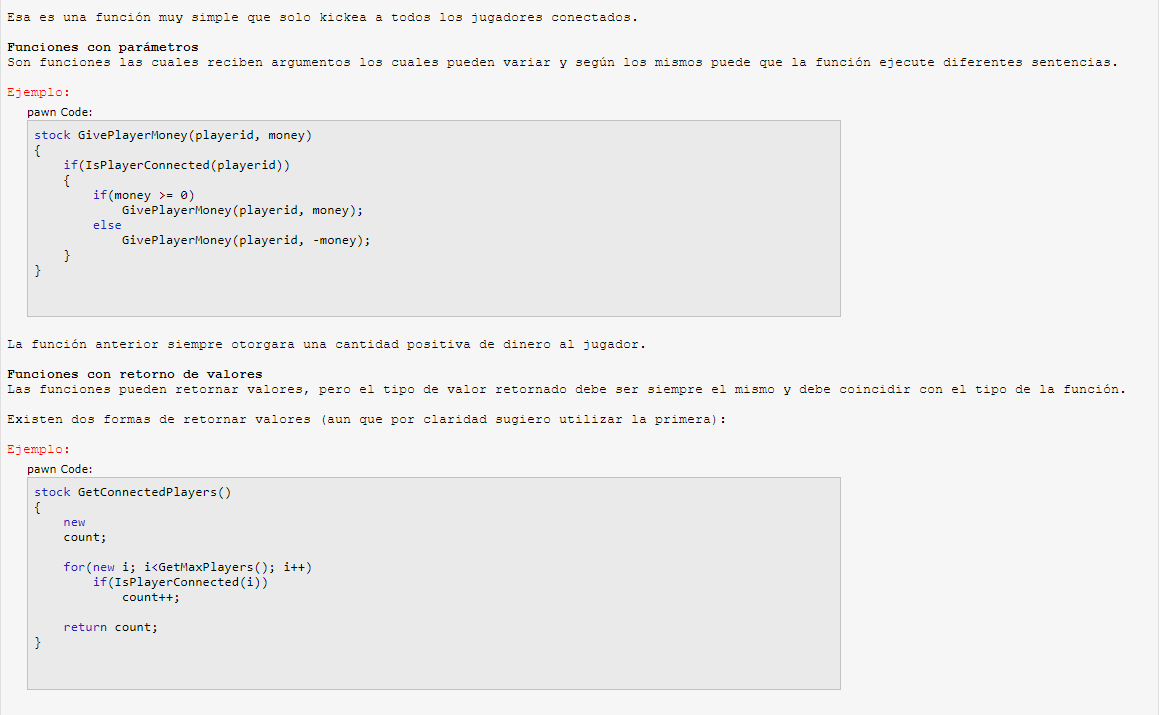 Esa es una función muy simple que solo kickea a todos los jugadores conectados.
Funciones con parámetros
Son funciones las cuales reciben argumentos los cuales pueden variar y según los mismos puede que la función ejecute diferentes sentencias.
Ejemplo:
pawn Code:
stock GivePlayerMoney(playerid, money)
{
    if(IsPlayerConnected(playerid))
    {
        if(money >= 0)
            GivePlayerMoney(playerid, money);
        else
            GivePlayerMoney(playerid, -money);
    }
}
La función anterior siempre otorgara una cantidad positiva de dinero al jugador.
Funciones con retorno de valores
Las funciones pueden retornar valores, pero el tipo de valor retornado debe ser siempre el mismo y debe coincidir con el tipo de la función.
Existen dos formas de retornar valores (aun que por claridad sugiero utilizar la primera):
Ejemplo:
pawn Code:
stock GetConnectedPlayers()
{
    new
    count;
    for(new i; i<GetMaxPlayers(); i++)
        if(IsPlayerConnected(i))
            count++;
    return count;
}